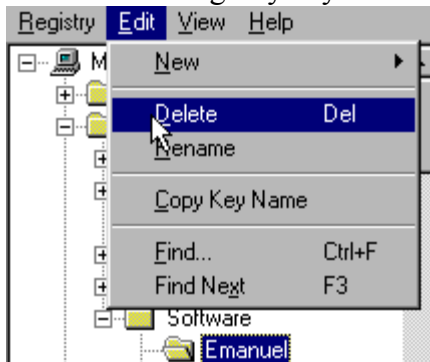 Registry Edit View Help
M
New
Delete Del
Rename
Copy Key Name
Find... Ctrl+F
Find Next F3
Software
Emanuel